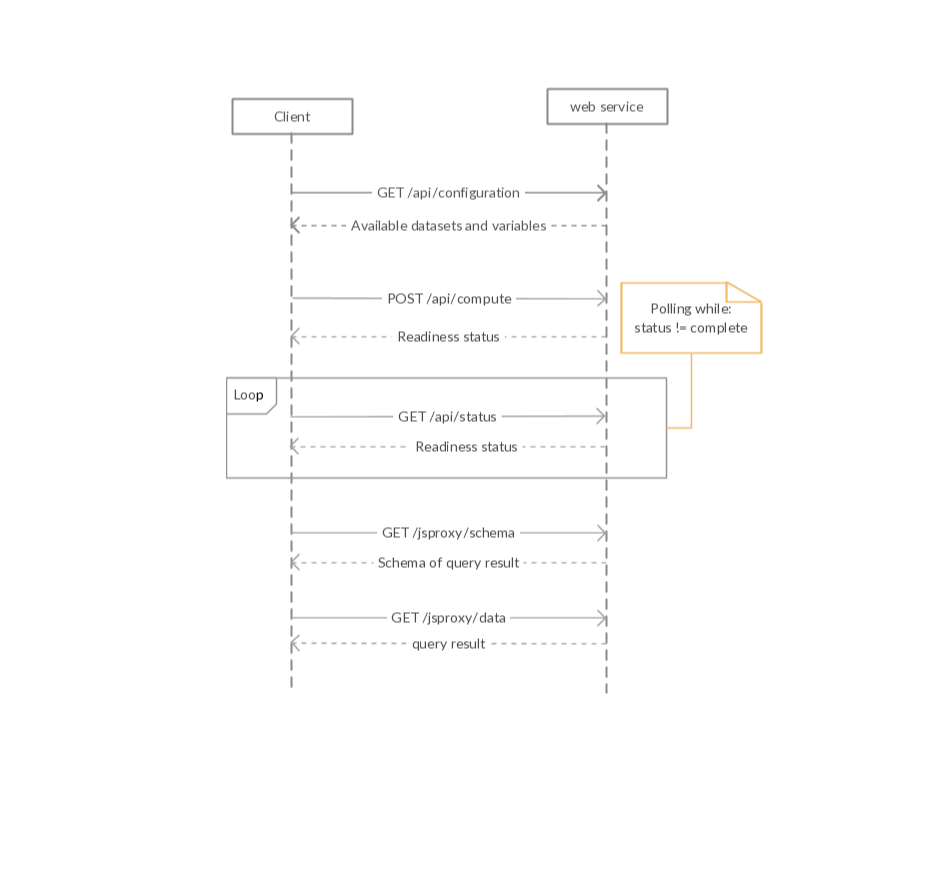 Client
web service
GET /api/configuration
Available datasets and variables
POST /api/compute
Polling while:
status != complete
Readiness status
Loop
GET /api/status
Readiness status
GET /jsproxy/schema
Schema of query result
GET /jsproxy/data
query result